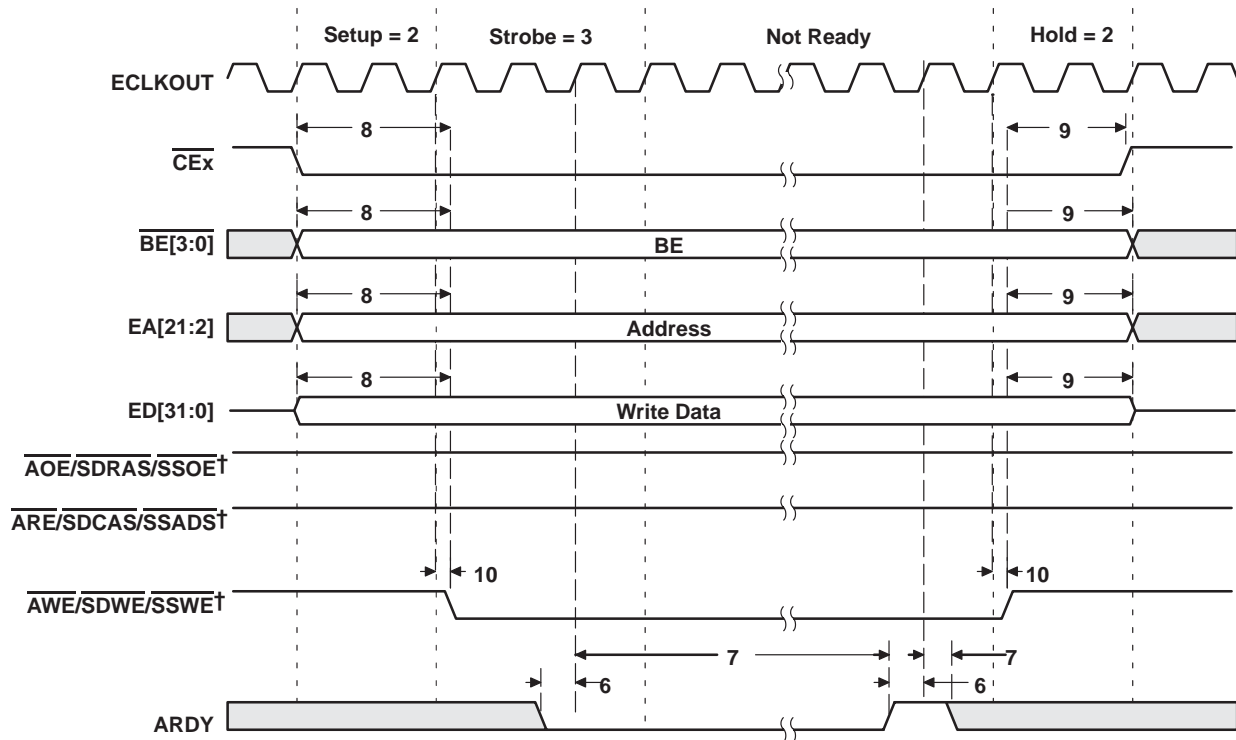 Setup = 2 Strobe = 3 Not Ready Hold = 2
ECLKOUT
8 9
CEx
8 9
BE[3:0] BE
8 9
EA[21:2] Address
8 9
ED[31:0] Write Data
AOE/SDRAS/SSOE†
ARE/SDCAS/SSADS†
10 10
AWE/SDWE/SSWE†
7 7
6 6
ARDY